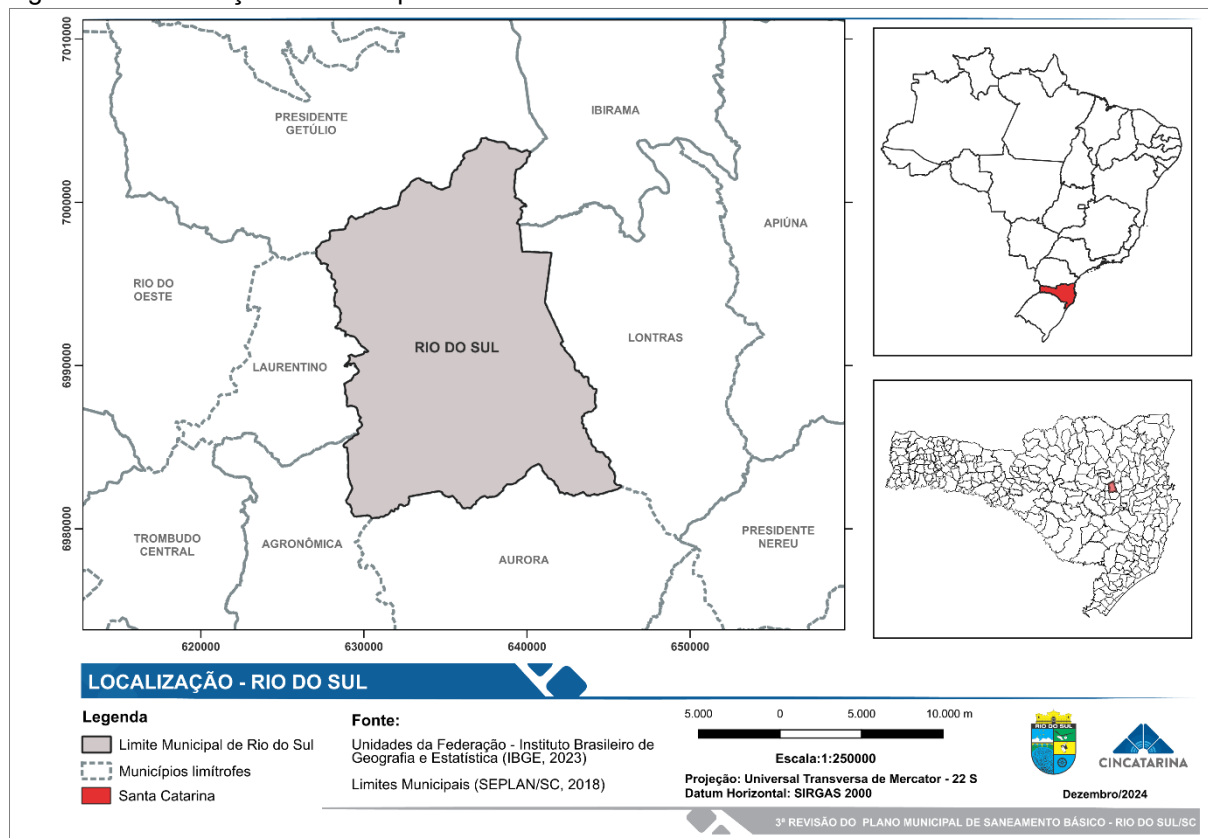 7010000
7000000
6990000
6980000
PRESIDENTE
GETÚLIO
IBIRAMA
APIÚNA
RIO DO
OESTE
RIO DO SUL
LONTRAS
LAURENTINO
TROMBUDO
CENTRAL
AGRONÔMICA
AURORA
PRESIDENTE
NEREU
620000 630000 640000 650000
LOCALIZAÇÃO - RIO DO SUL
Legenda
Limite Municipal de Rio do Sul
Municípios limítrofes
Santa Catarina
Fonte:
Unidades da Federação - Instituto Brasileiro de
Geografia e Estatística (IBGE, 2023)
Limites Municipais (SEPLAN/SC, 2018)
5.000 0 5.000 10.000 m
Escala:1:250000
Projeção: Universal Transversa de Mercator - 22 S
Datum Horizontal: SIRGAS 2000
RIO DO SUL
CINCATARINA
Dezembro/2024
3ª REVISÃO DO PLANO MUNICIPAL DE SANEAMENTO BÁSICO - RIO DO SUL/SC